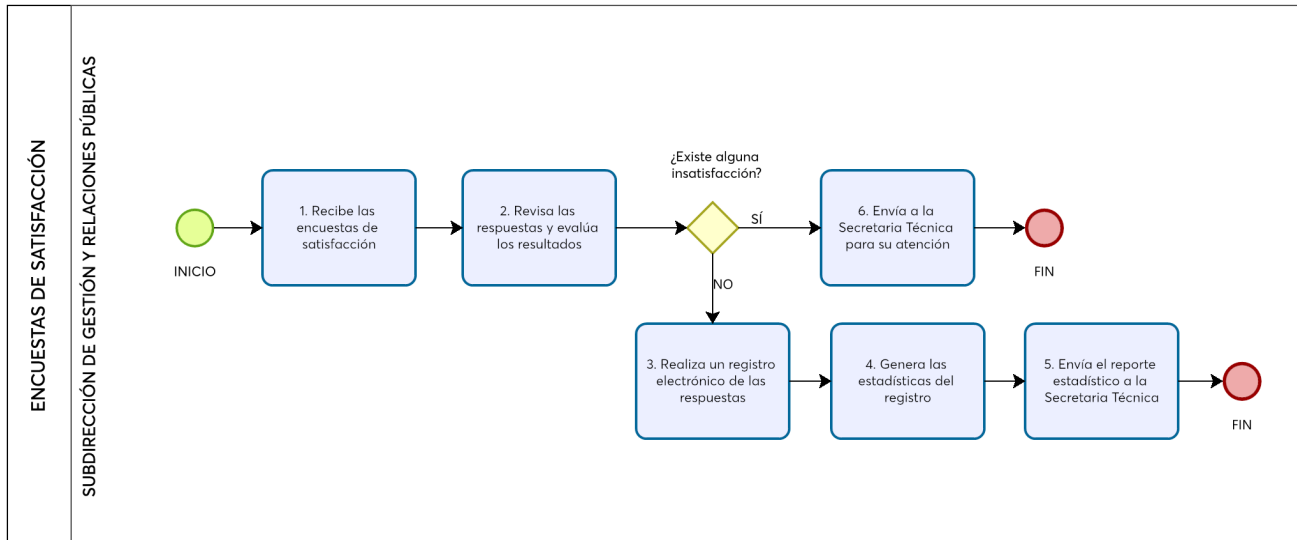 ENCUESTAS DE SATISFACCIÓN
SUBDIRECCIÓN DE GESTIÓN Y RELACIONES PÚBLICAS
INICIO
1. Recibe las
encuestas de
satisfacción
2. Revisa las
respuestas y evalúa
los resultados
¿Existe alguna
insatisfacción?
SÍ
6. Envía a la
Secretaria Técnica
para su atención
FIN
NO
3. Realiza un registro
electrónico de las
respuestas
4. Genera las
estadísticas del
registro
5. Envía el reporte
estadístico a la
Secretaria Técnica
FIN